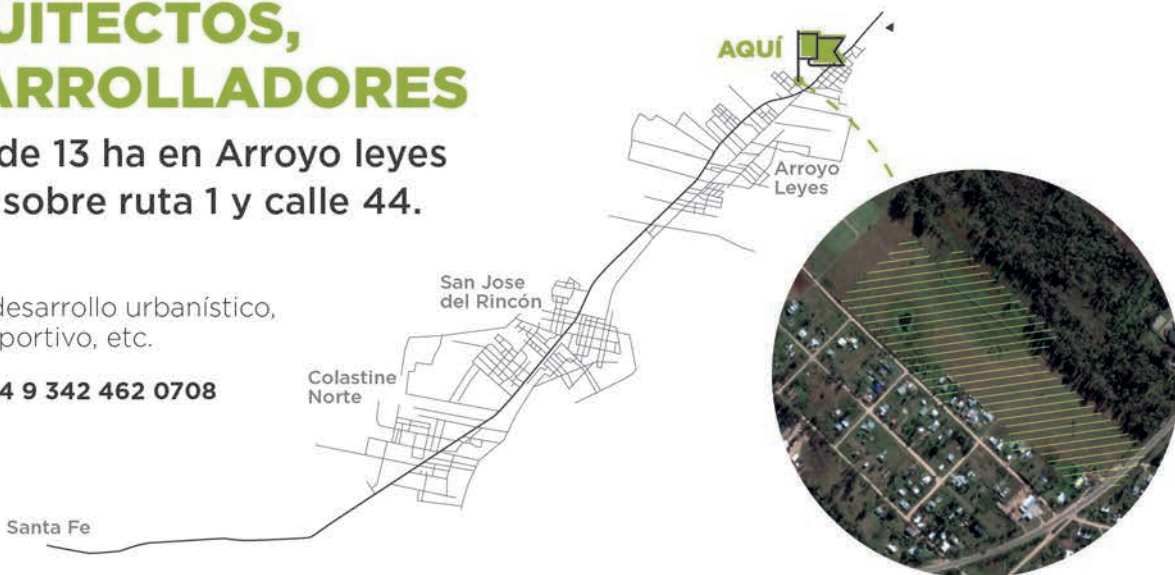 UITECTOS,
ARROLLADORES
de 13 ha en Arroyo leyes
sobre ruta 1 y calle 44.
desarrollo urbanístico,
portivo, etc.
4 9 342 462 0708
AQUÍ
Arroyo
Leyes
San Jose
del Rincón
Colastine
Norte
Santa Fe